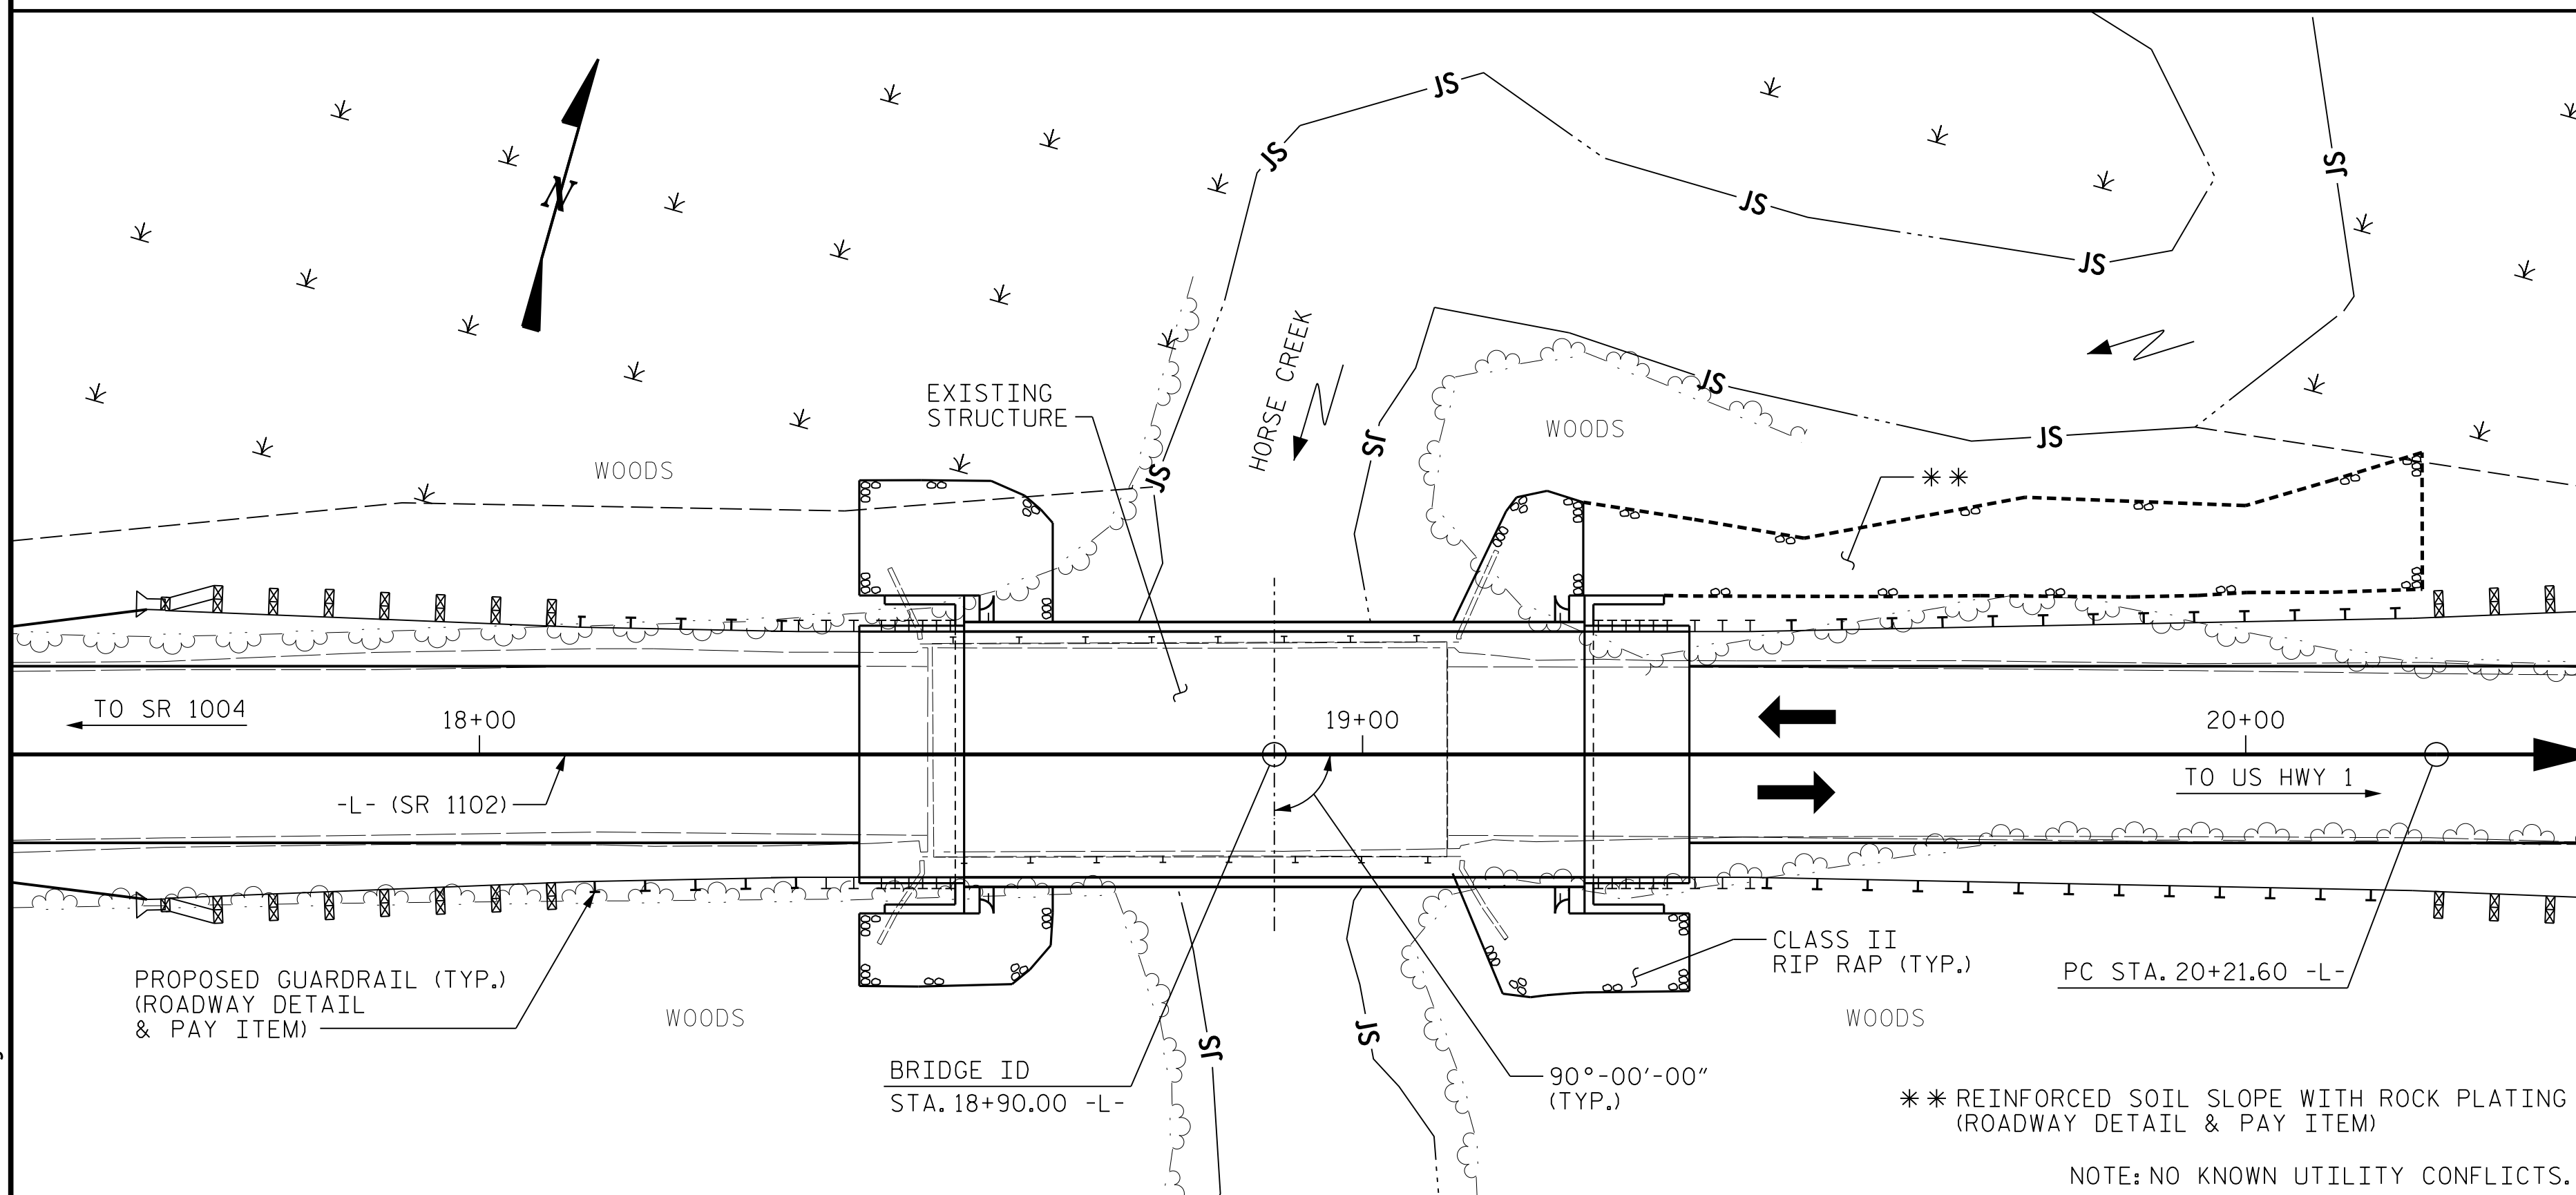 JS
JS
N
JS
JS
JS
HORSE CREEK
JS
EXISTING
STRUCTURE
WOODS
JS
JS
WOODS
JS
**
TO SR 1004
18+00
19+00
20+00
TO US HWY 1
-L- (SR 1102)
CLASS II
RIP RAP (TYP.)
PC STA. 20+21.60 -L-
PROPOSED GUARDRAIL (TYP.)
(ROADWAY DETAIL
& PAY ITEM)
WOODS
WOODS
JS
JS
BRIDGE ID
STA. 18+90.00 -L-
90°-00'-00"
(TYP.)
** REINFORCED SOIL SLOPE WITH ROCK PLATING
(ROADWAY DETAIL & PAY ITEM)
NOTE: NO KNOWN UTILITY CONFLICTS.